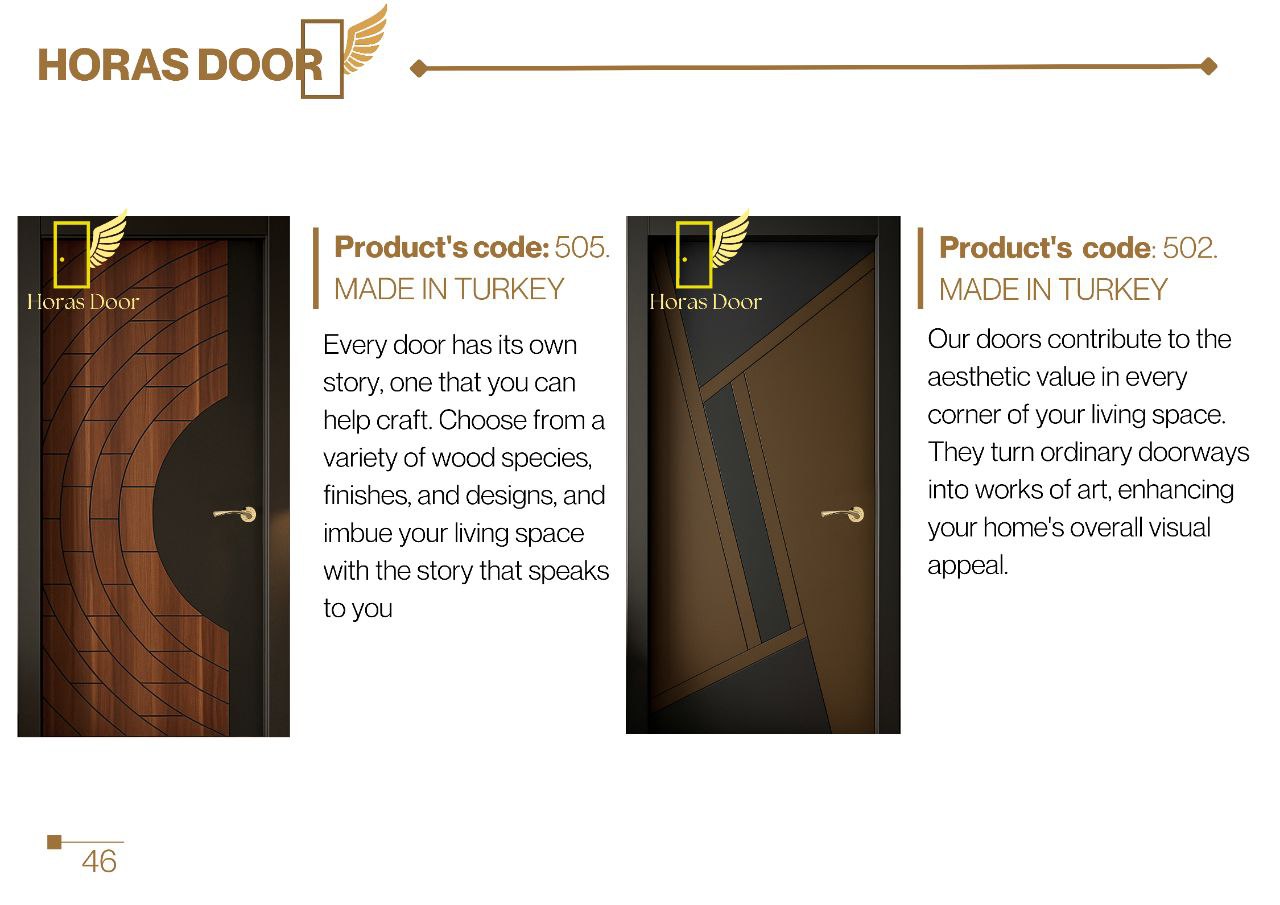 HORAS DOOR
Horas Door
Product's code: 505.
MADE IN TURKEY
Every door has its own
story, one that you can
help craft. Choose from a
variety of wood species,
finishes, and designs, and
imbue your living space
with the story that speaks
to you
Horas Door
Product's code: 502.
MADE IN TURKEY
Our doors contribute to the
aesthetic value in every
corner of your living space.
They turn ordinary doorways
into works of art, enhancing
your home's overall visual
appeal.
46